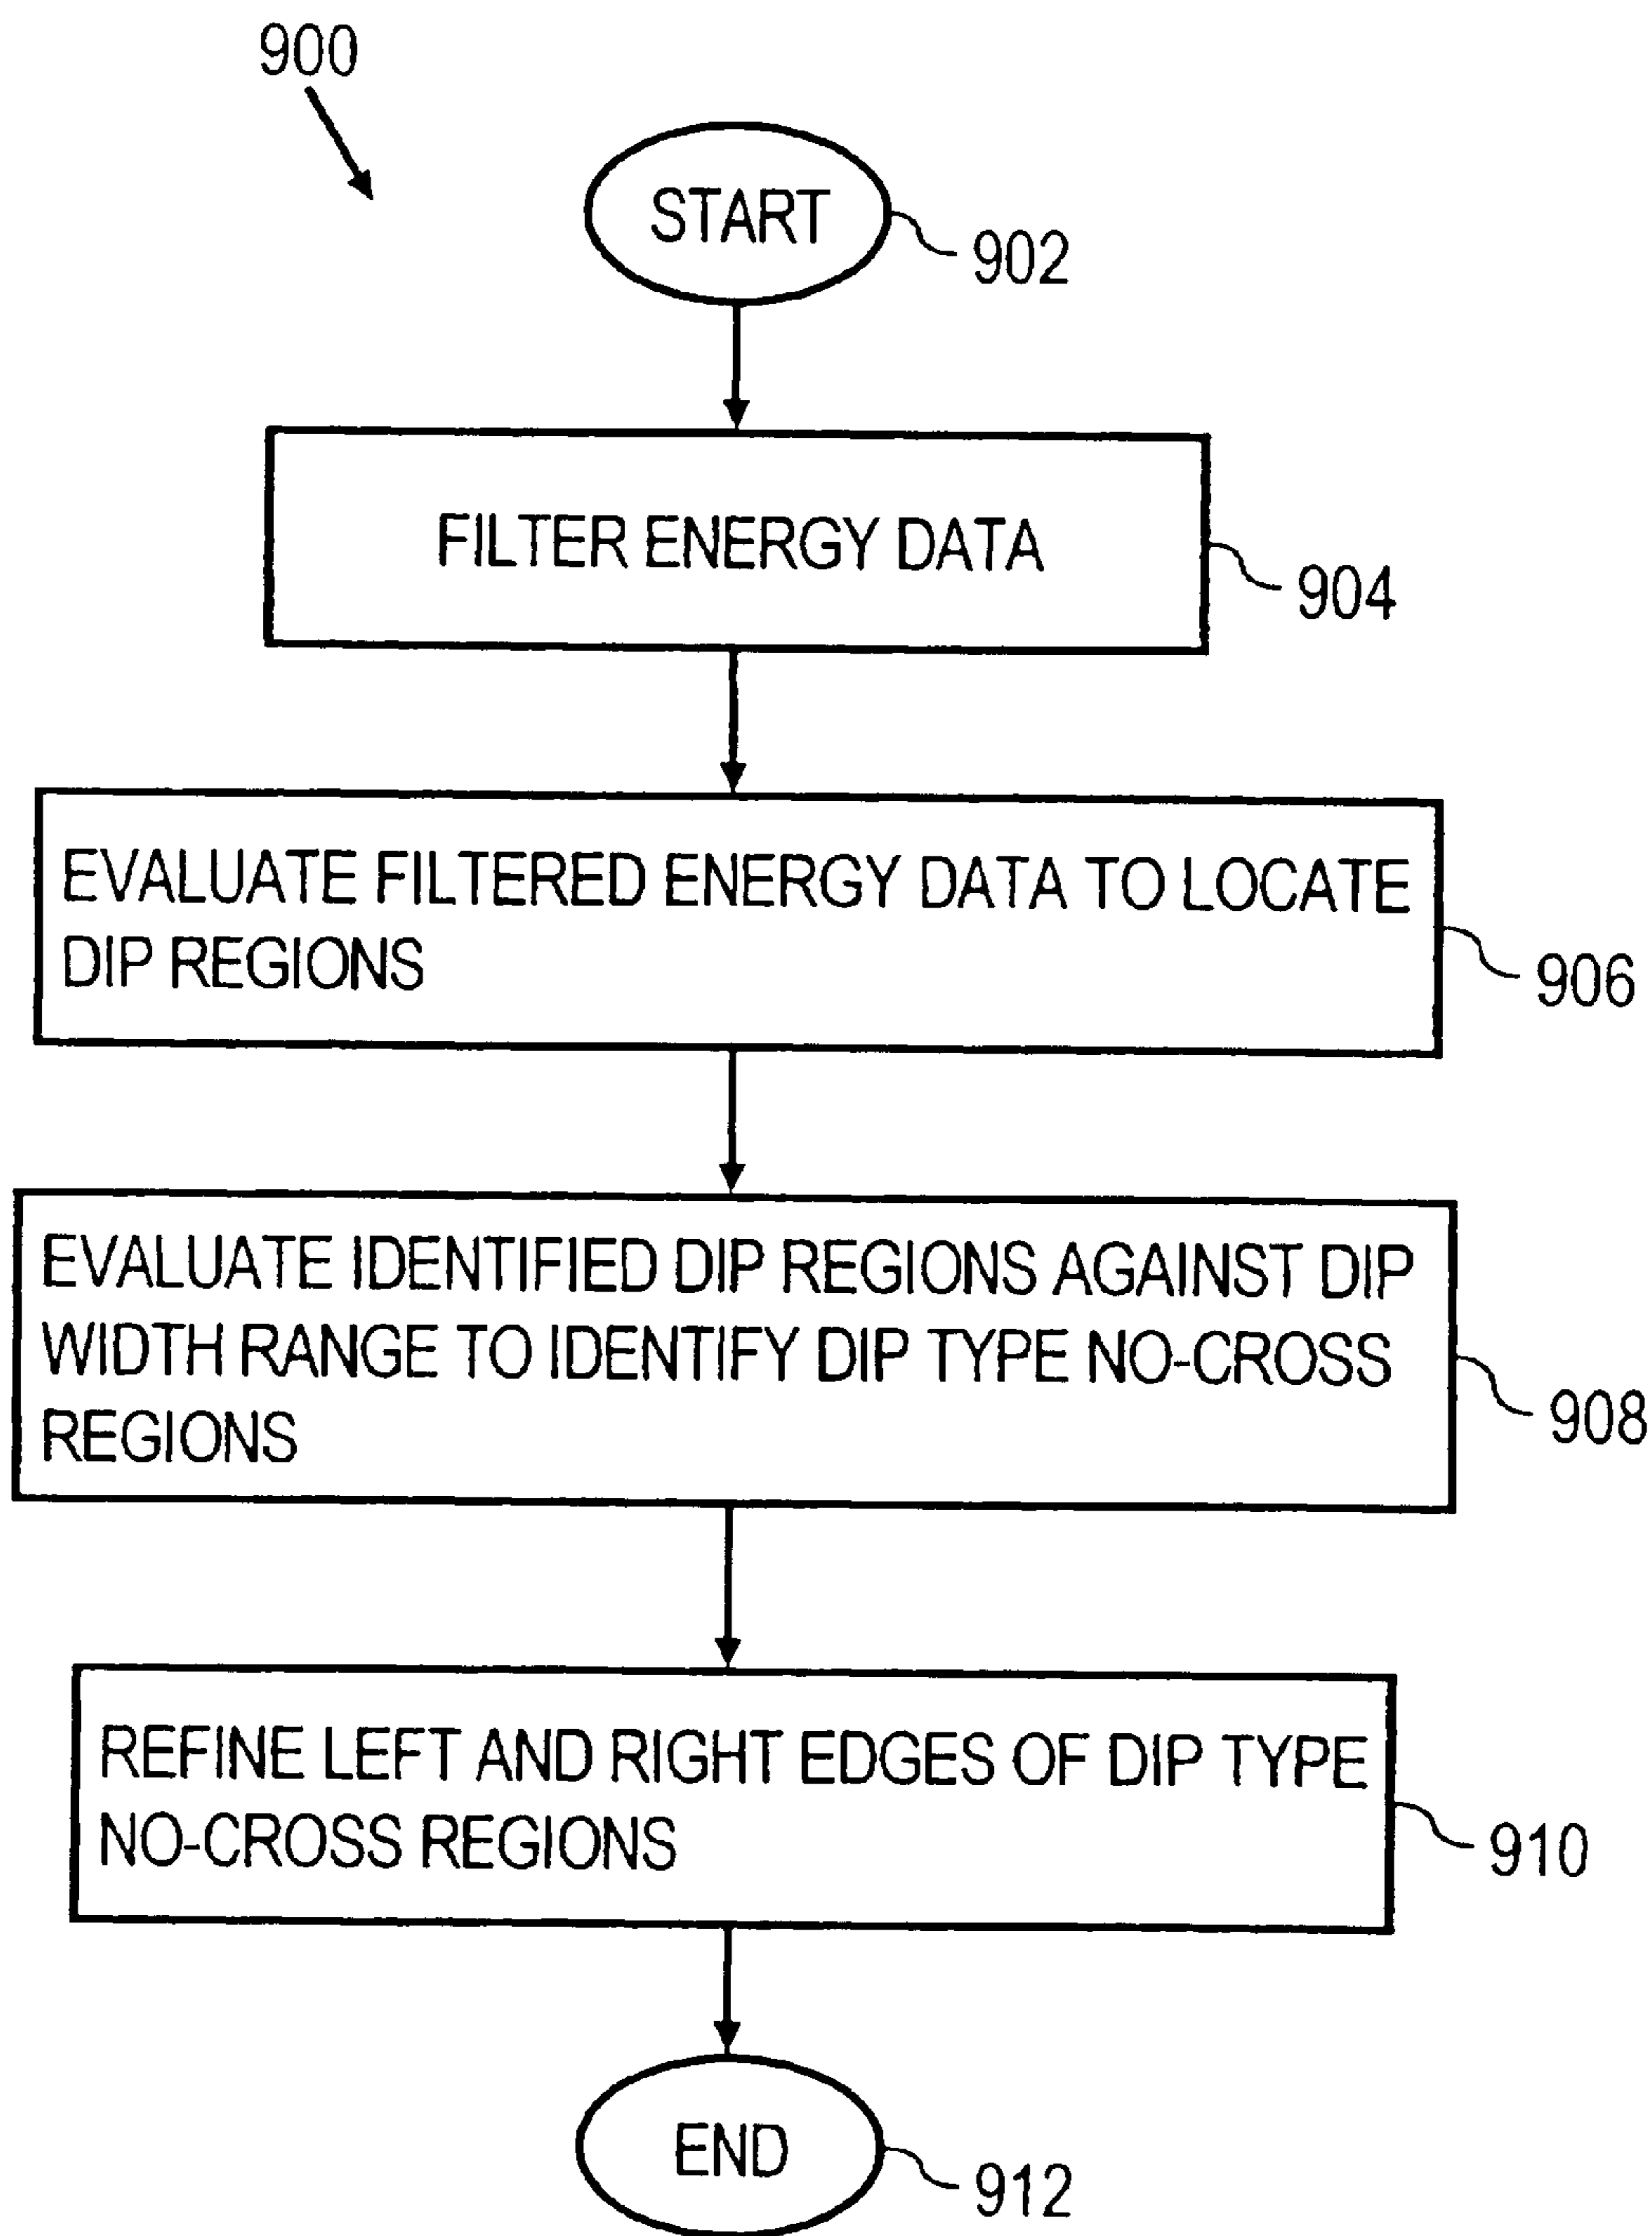 900
START
902
FILTER ENERGY DATA
904
EVALUATE FILTERED ENERGY DATA TO LOCATE
DIP REGIONS
906
EVALUATE IDENTIFIED DIP REGIONS AGAINST DIP
WIDTH RANGE TO IDENTIFY DIP TYPE NO-CROSS
REGIONS
908
REFINE LEFT AND RIGHT EDGES OF DIP TYPE
NO-CROSS REGIONS
910
END
912